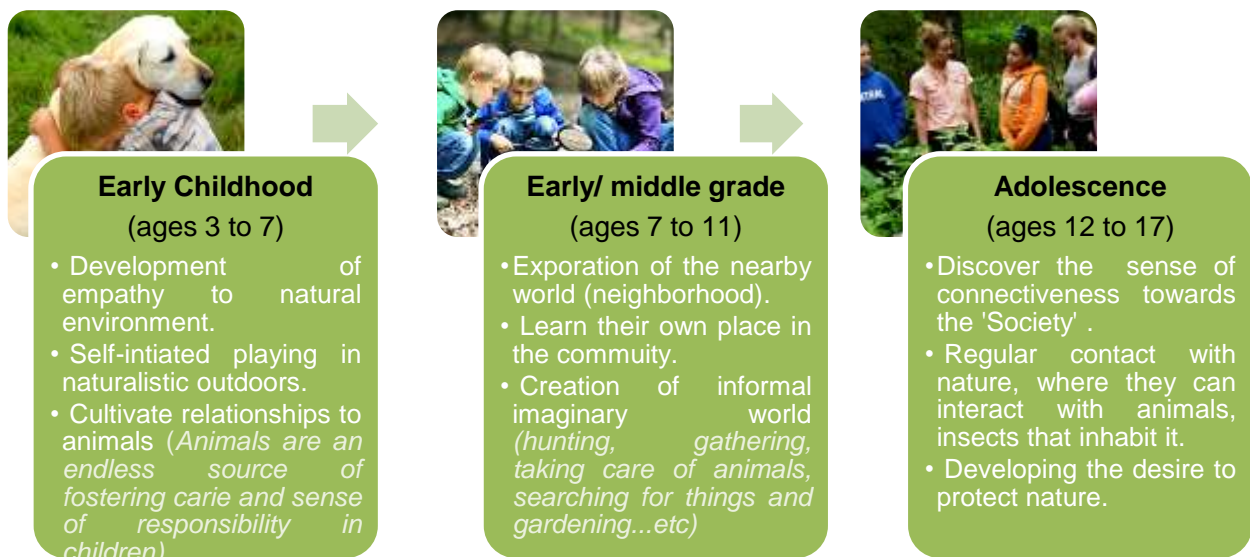 Early Childhood
(ages 3 to 7)
• Development of
empathy to natural
environment.
• Self-intiated playing in
naturalistic outdoors.
• Cultivate relationships to
animals (Animals are an
endless source of
fostering carie and sense
of responsibility in
children)
Early/ middle grade
(ages 7 to 11)
•Exporation of the nearby
world (neighborhood).
• Learn their own place in
the commuity.
• Creation of informal
imaginary world
(hunting, gathering,
taking care of animals,
searching for things and
gardening...etc)
Adolescence
(ages 12 to 17)
•Discover the sense of
connectiveness towards
the 'Society' .
• Regular contact with
nature, where they can
interact with animals,
insects that inhabit it.
• Developing the desire to
protect nature.